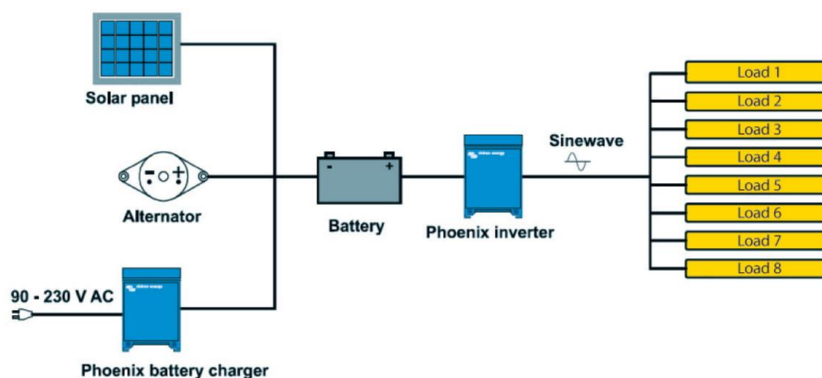 Solar panel
Alternator
90 - 230 V AC
Phoenix battery charger
-
+
Battery
- +
Phoenix inverter
Sinewave
Load 1
Load 2
Load 3
Load 4
Load 5
Load 6
Load 7
Load 8